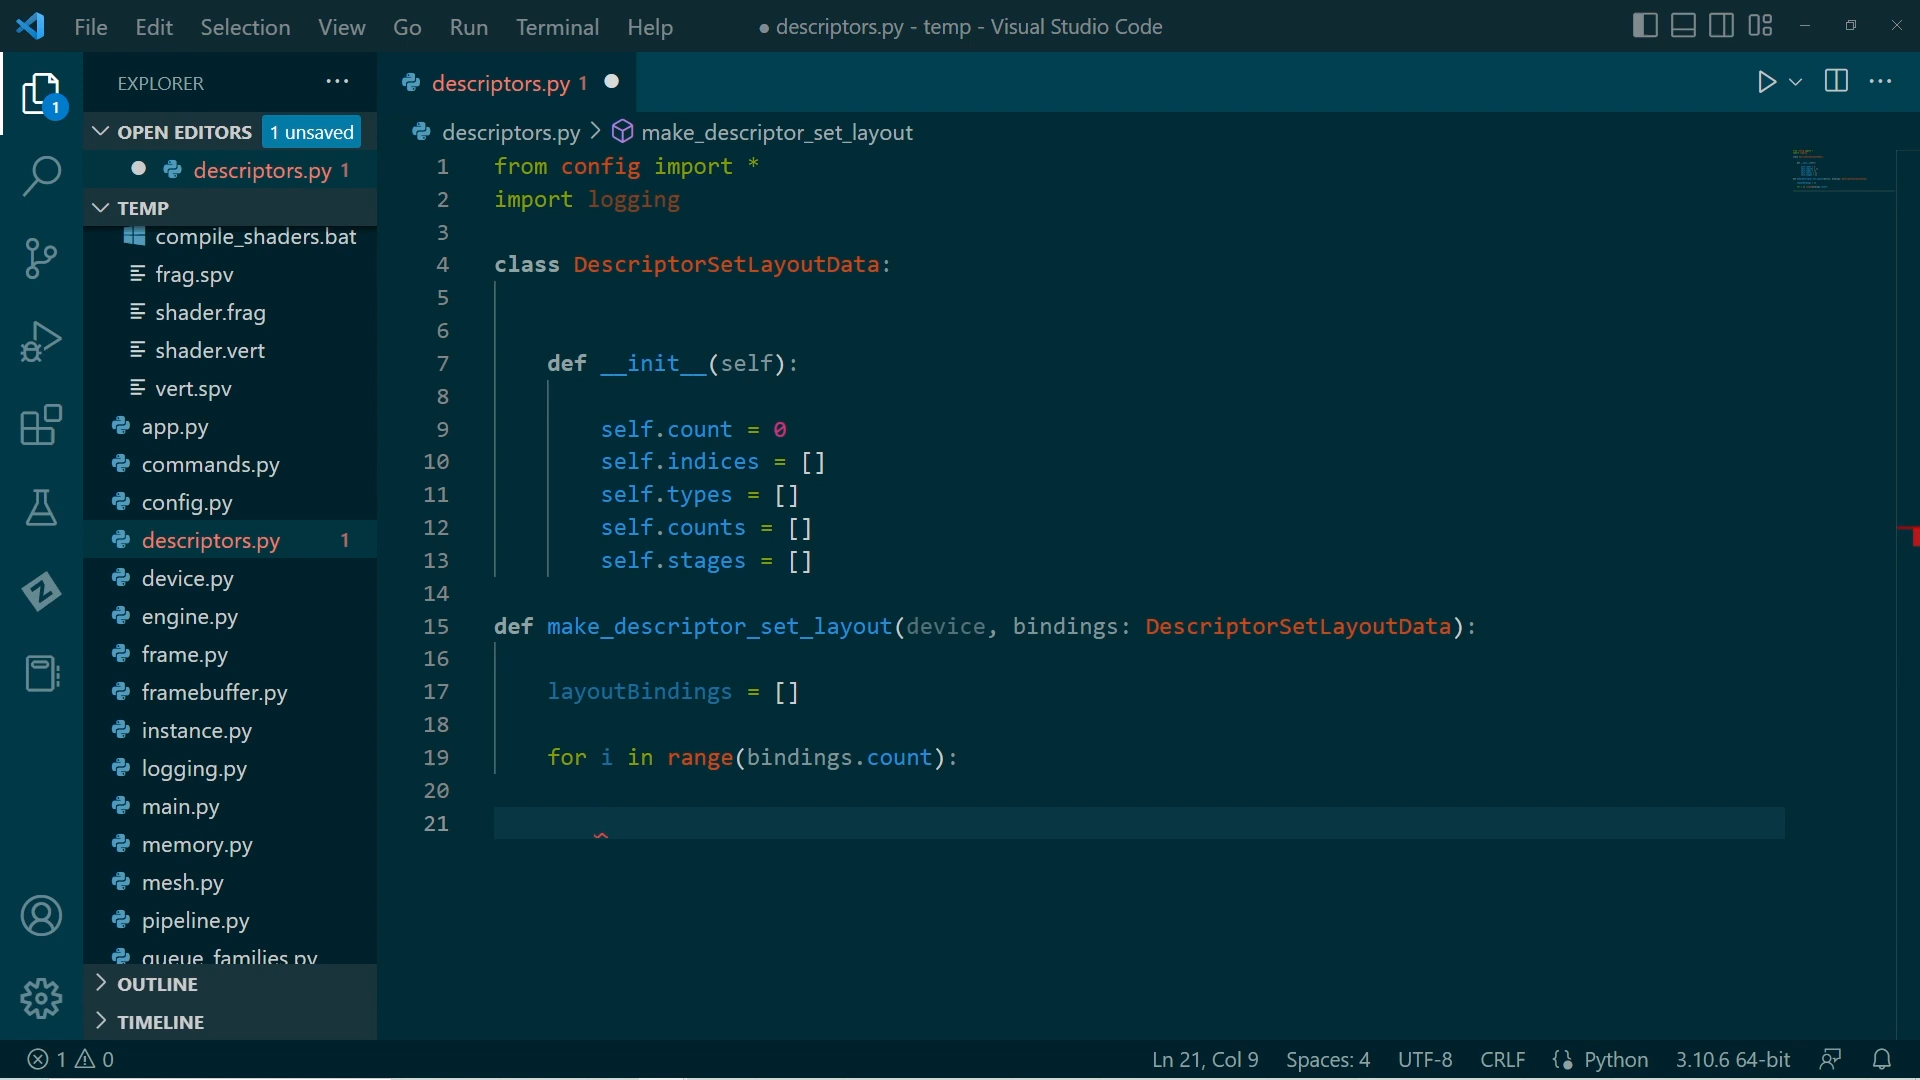 File Edit Selection View Go Run Terminal Help
● descriptors.py - temp - Visual Studio Code
1
EXPLORER ···
OPEN EDITORS 1 unsaved
descriptors.py 1
TEMP
compile_shaders.bat
frag.spv
shader.frag
shader.vert
vert.spv
app.py
commands.py
config.py
descriptors.py 1
device.py
engine.py
frame.py
framebuffer.py
instance.py
logging.py
main.py
memory.py
mesh.py
pipeline.py
queue_families.py
OUTLINE
TIMELINE
descriptors.py 1
descriptors.py > make_descriptor_set_layout
1 from config import *
2 import logging
3
4 class DescriptorSetLayoutData:
5
6
7 def __init__(self):
8
9 self.count = 0
10 self.indices = []
11 self.types = []
12 self.counts = []
13 self.stages = []
14
15 def make_descriptor_set_layout(device, bindings: DescriptorSetLayoutData):
16
17 layoutBindings = []
18
19 for i in range(bindings.count):
20
21
1 0
Ln 21, Col 9 Spaces: 4 UTF-8 CRLF Python 3.10.6 64-bit